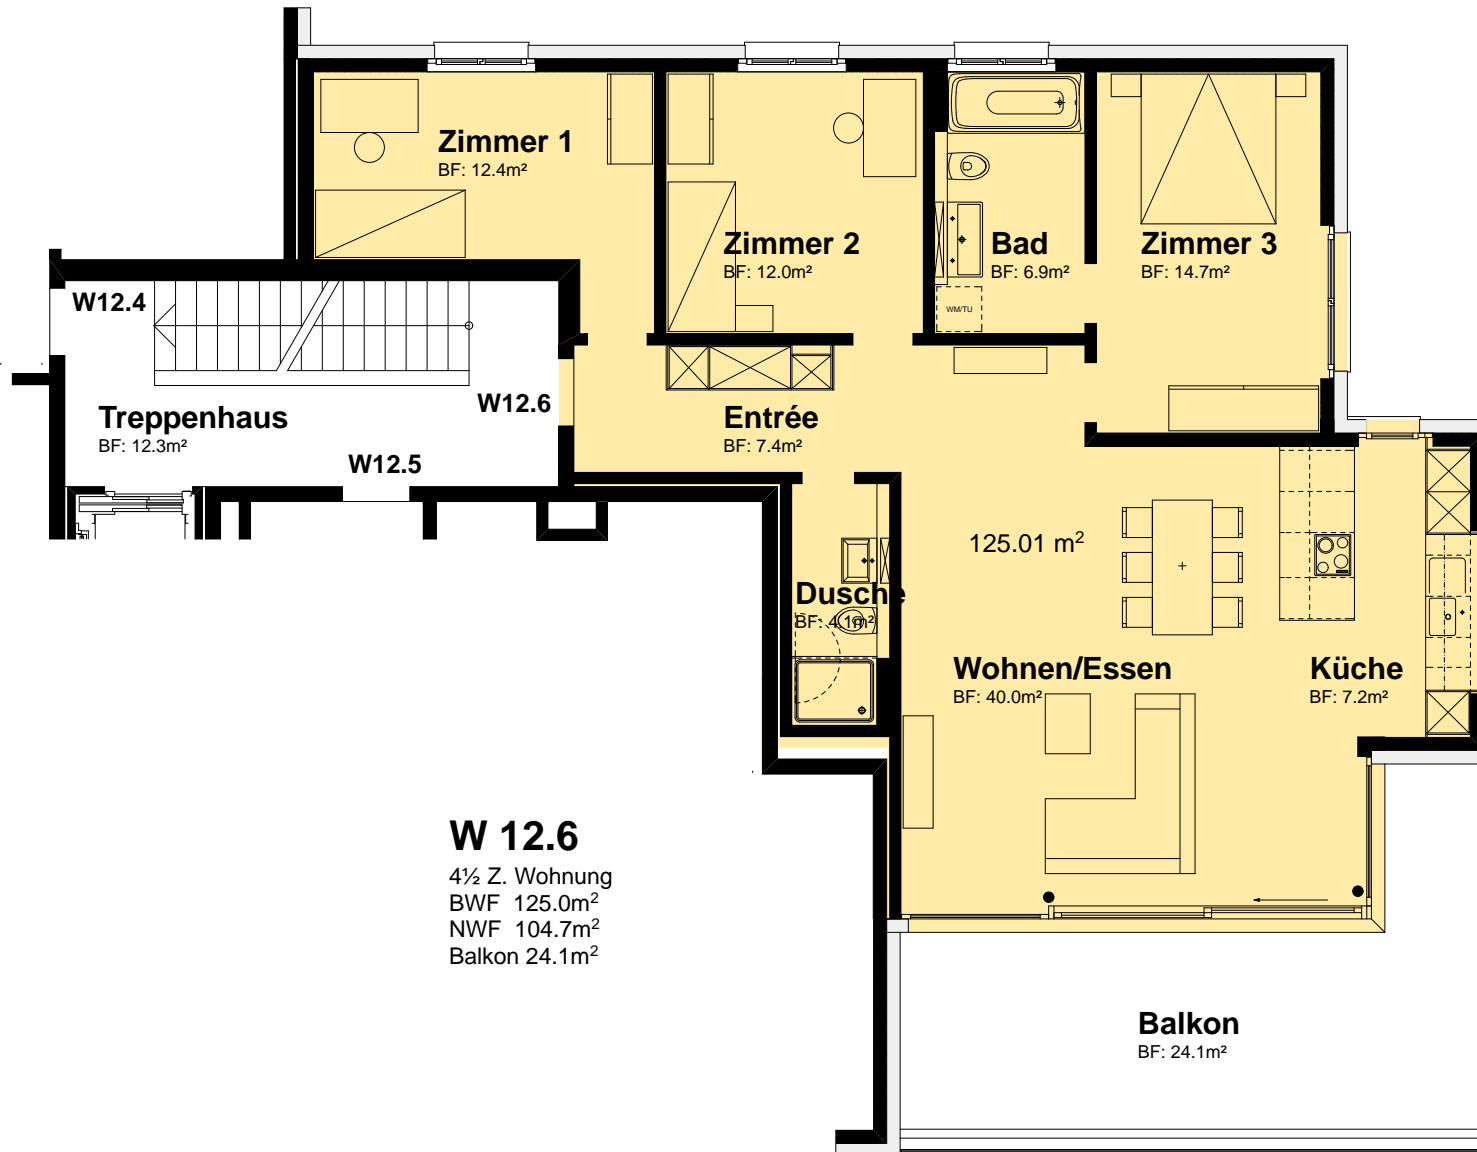 Zimmer 1
BF: 12.4m²
Zimmer 2
BF: 12.0m²
Bad
BF: 6.9m²
WM/TU
Zimmer 3
BF: 14.7m²
W12.4
W12.6
Treppenhaus
BF: 12.3m²
W12.5
Entrée
BF: 7.4m²
125.01 m²
Dusche
BF: 4.1m²
Wohnen/Essen
BF: 40.0m²
Küche
BF: 7.2m²
W 12.6
4½ Z. Wohnung
BWF 125.0m²
NWF 104.7m²
Balkon 24.1m²
Balkon
BF: 24.1m²